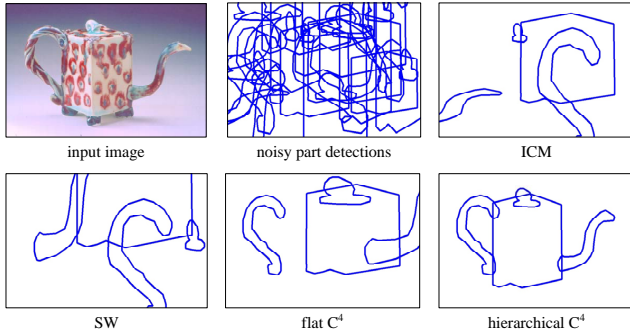 input image
noisy part detections
ICM
SW
flat C⁴
hierarchical C⁴